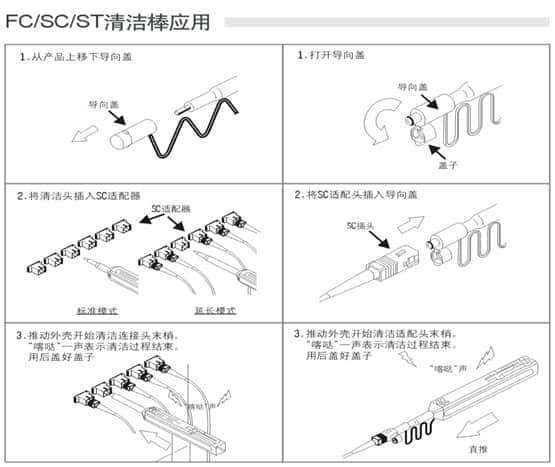 FC/SC/ST清洁棒应用
1.从产品上移下导向盖
导向盖
1.打开导向盖
导向盖
盖子
2.将清洁头插入SC适配器
SC适配器
标准模式
延长模式
2.将SC适配头插入导向盖
SC插头
3.推动外壳开始清洁连接头末梢。
"喀哒"一声表示清洁过程结束。
用后盖好盖子
"喀哒"声
3.推动外壳开始清洁适配头末梢。
"喀哒"一声表示清洁过程结束。
用后盖好盖子
"喀哒"声
直推